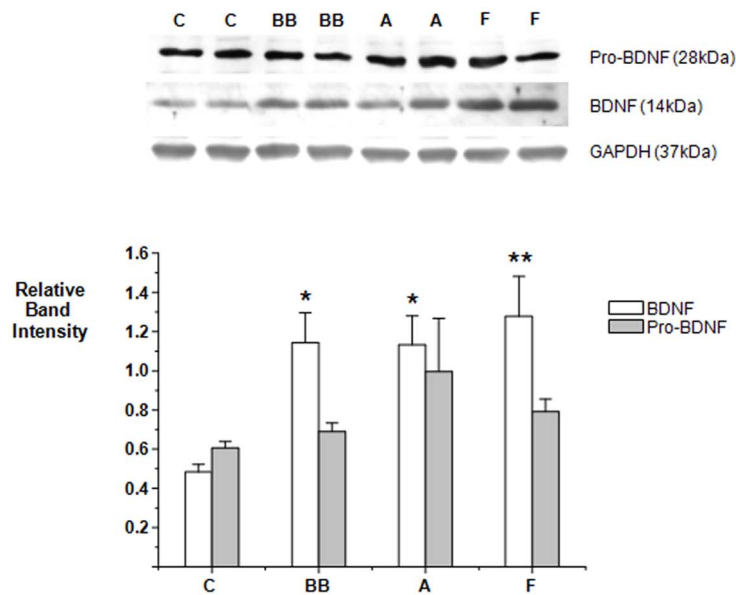 C C BB BB A A F F
Pro-BDNF (28kDa)
BDNF (14kDa)
GAPDH (37kDa)
Relative
Band
Intensity
1.6
1.4
1.2
1.0
0.8
0.6
0.4
0.2
*
*
**
BDNF
Pro-BDNF
C BB A F